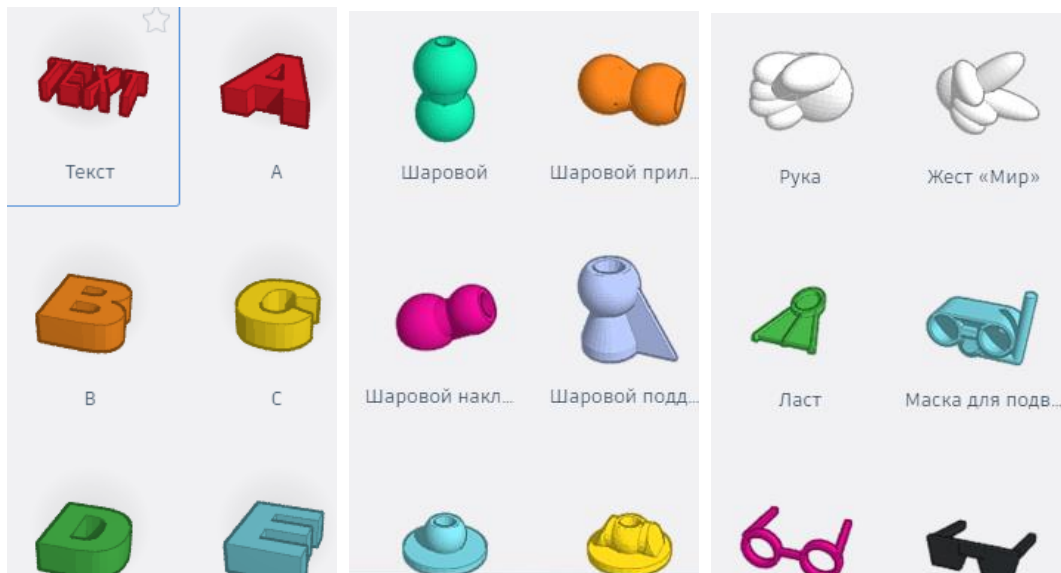 TEXT
Текст
A
Шаровой
Шаровой прил...
Рука
Жест «Мир»
B
C
Шаровой накл...
Шаровой подд...
Ласт
Маска для подв...